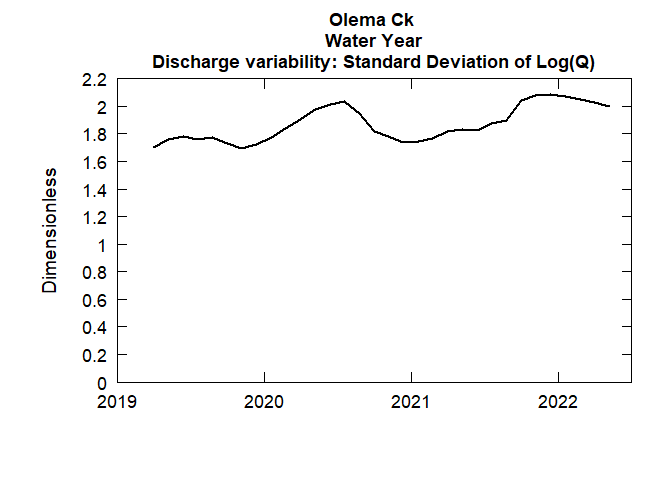 Olema Ck
Water Year
Discharge variability: Standard Deviation of Log(Q)
Dimensionless
2.2
2
1.8
1.6
1.4
1.2
1
0.8
0.6
0.4
0.2
0
2019 2020 2021 2022